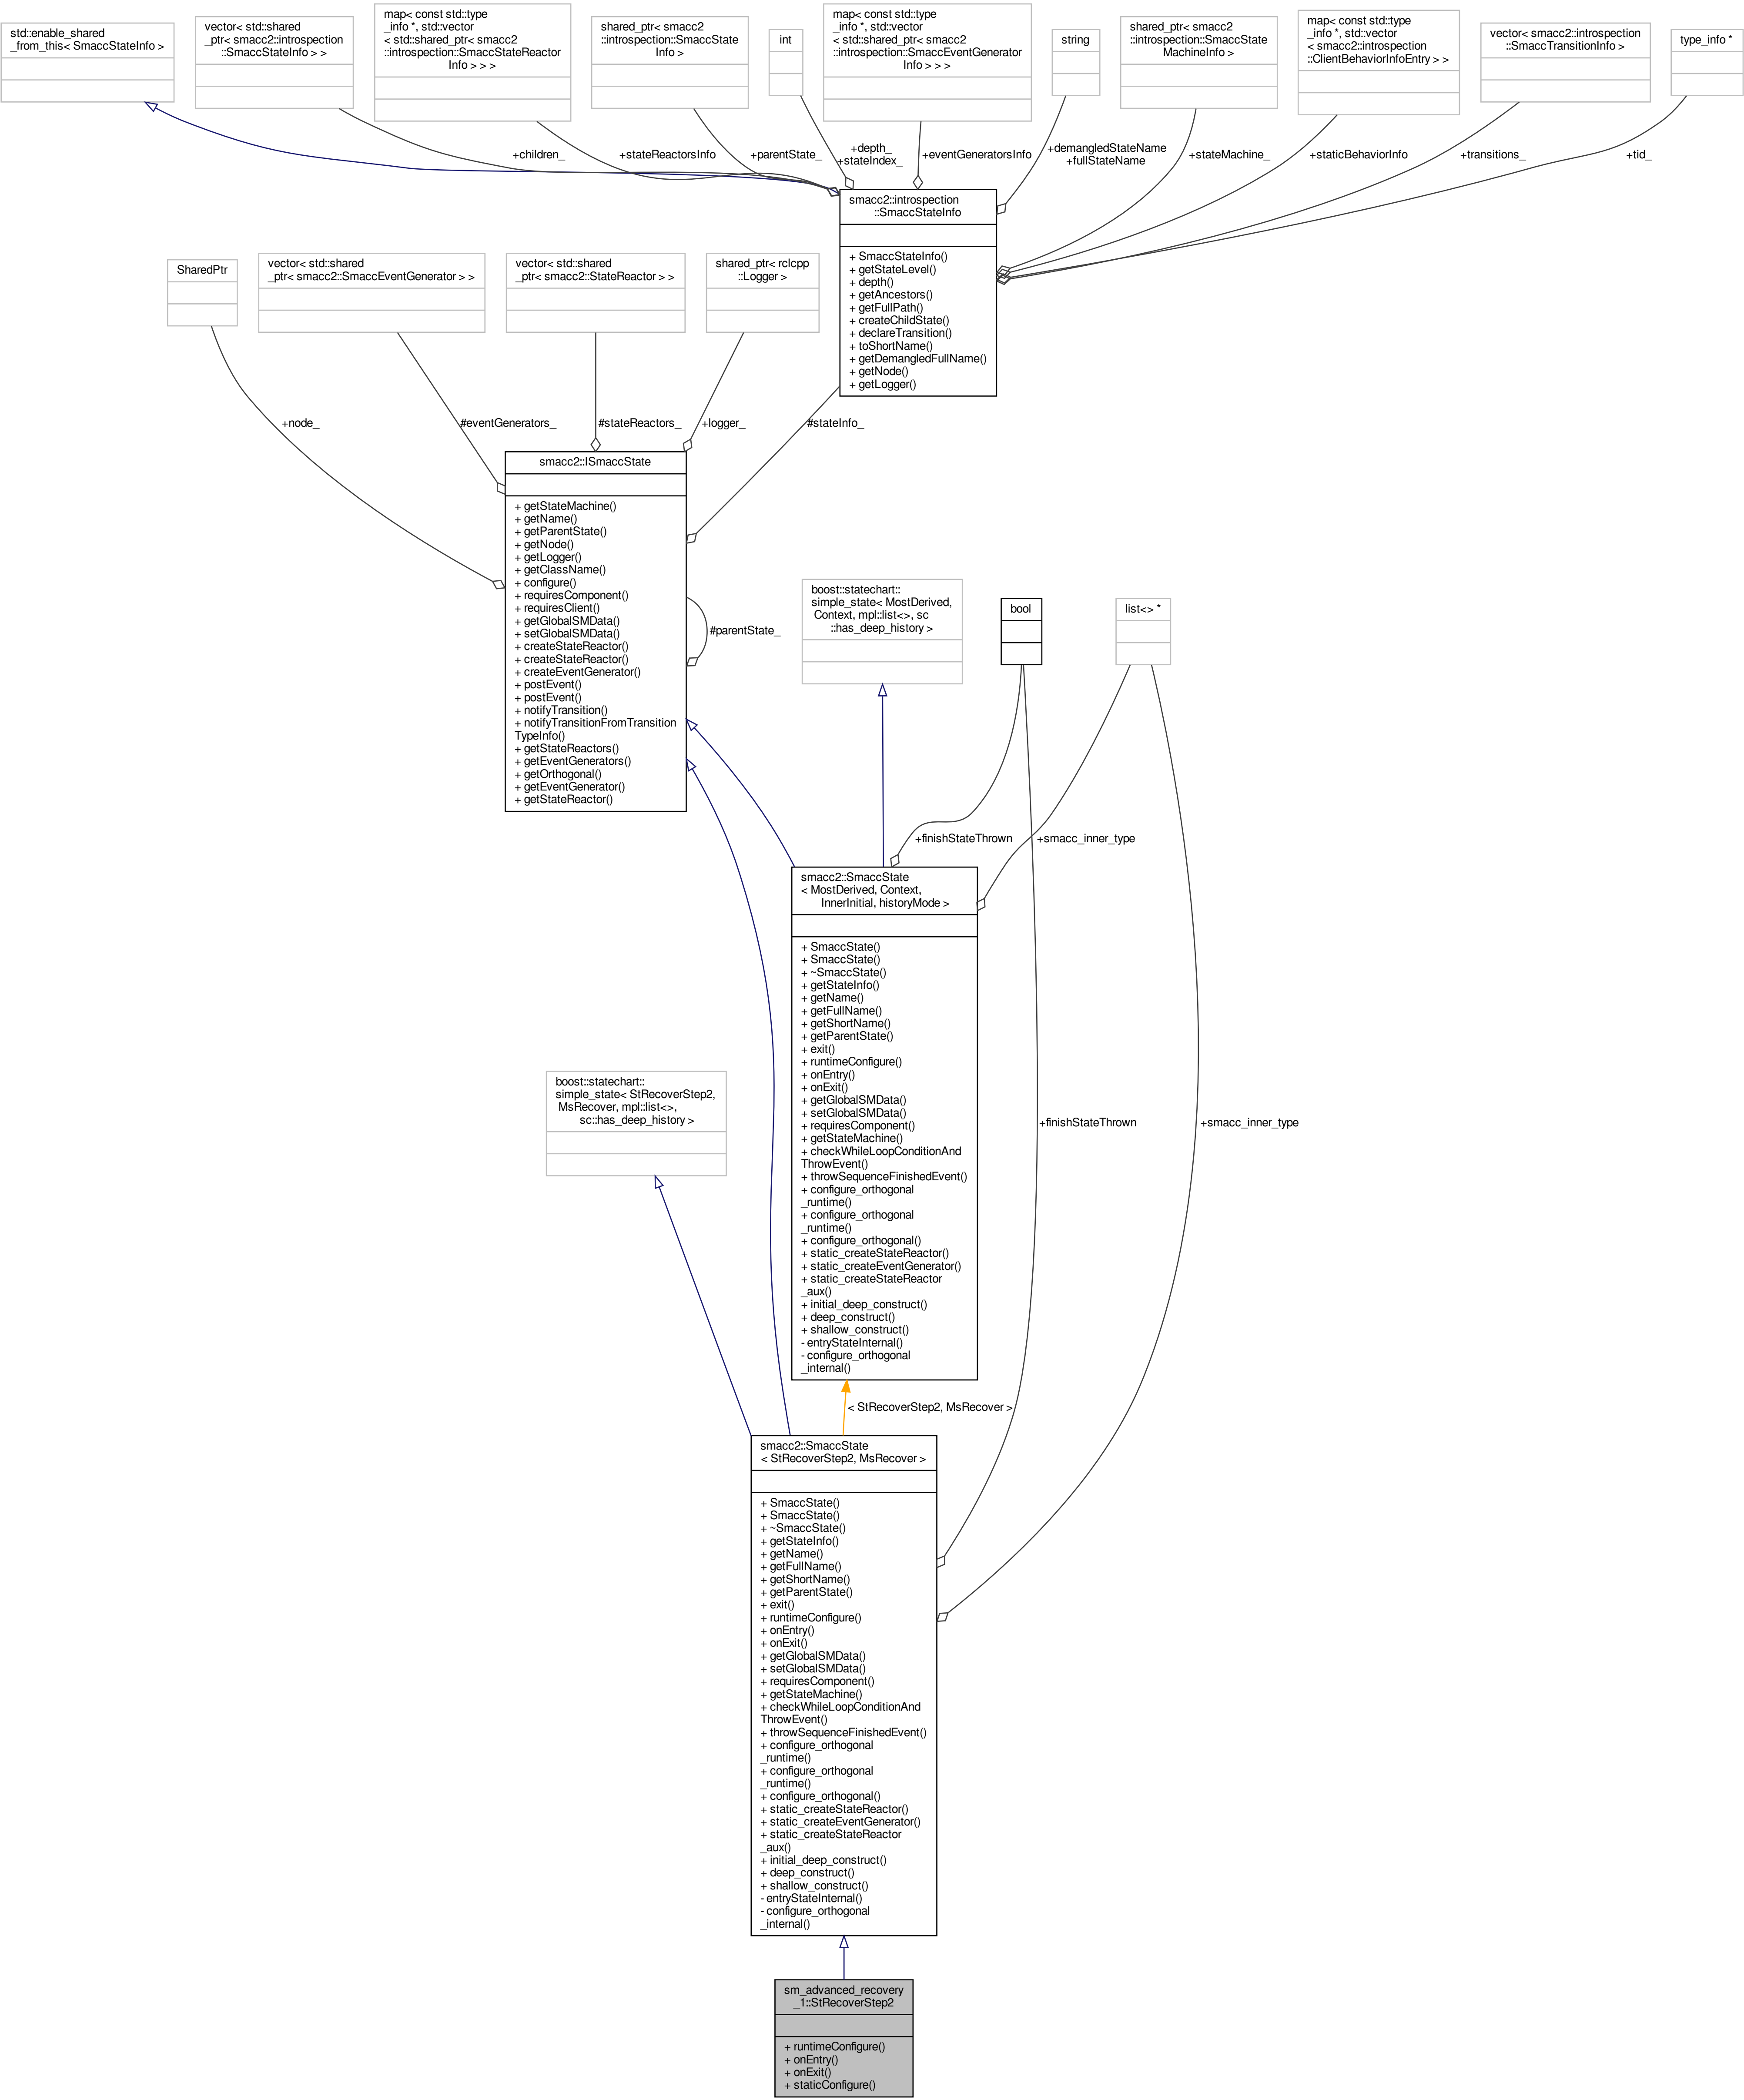 std::enable_shared
_from_this< SmaccStateInfo >
vector< std::shared
_ptr< smacc2::introspection
::SmaccStateInfo > >
map< const std::type
_info *, std::vector
< std::shared_ptr< smacc2
::introspection::SmaccStateReactor
Info > > >
shared_ptr< smacc2
::introspection::SmaccState
Info >
int
map< const std::type
_info *, std::vector
< std::shared_ptr< smacc2
::introspection::SmaccEventGenerator
Info > > >
string
shared_ptr< smacc2
::introspection::SmaccState
MachineInfo >
map< const std::type
_info *, std::vector
< smacc2::introspection
::ClientBehaviorInfoEntry > >
vector< smacc2::introspection
::SmaccTransitionInfo >
type_info *
+children_
+stateReactorsInfo
+parentState_
+depth_
+stateIndex_
+eventGeneratorsInfo
+demangledStateName
+fullStateName
+stateMachine_
+staticBehaviorInfo
+transitions_
+tid_
smacc2::introspection
::SmaccStateInfo
+ SmaccStateInfo()
+ getStateLevel()
+ depth()
+ getAncestors()
+ getFullPath()
+ createChildState()
+ declareTransition()
+ toShortName()
+ getDemangledFullName()
+ getNode()
+ getLogger()
SharedPtr
vector< std::shared
_ptr< smacc2::SmaccEventGenerator > >
vector< std::shared
_ptr< smacc2::StateReactor > >
shared_ptr< rclcpp
::Logger >
+node_
#eventGenerators_
#stateReactors_
+logger_
#stateInfo_
smacc2::ISmaccState
+ getStateMachine()
+ getName()
+ getParentState()
+ getNode()
+ getLogger()
+ getClassName()
+ configure()
+ requiresComponent()
+ requiresClient()
+ getGlobalSMData()
+ setGlobalSMData()
+ createStateReactor()
+ createStateReactor()
+ createEventGenerator()
+ postEvent()
+ postEvent()
+ notifyTransition()
+ notifyTransitionFromTransition
TypeInfo()
+ getStateReactors()
+ getEventGenerators()
+ getOrthogonal()
+ getEventGenerator()
+ getStateReactor()
#parentState_
boost::statechart::
simple_state< MostDerived,
Context, mpl::list<>, sc
::has_deep_history >
bool
list<> *
+finishStateThrown
+smacc_inner_type
smacc2::SmaccState
< MostDerived, Context,
InnerInitial, historyMode >
+ SmaccState()
+ SmaccState()
+ ~SmaccState()
+ getStateInfo()
+ getName()
+ getFullName()
+ getShortName()
+ getParentState()
+ exit()
+ runtimeConfigure()
+ onEntry()
+ onExit()
+ getGlobalSMData()
+ setGlobalSMData()
+ requiresComponent()
+ getStateMachine()
+ checkWhileLoopConditionAnd
ThrowEvent()
+ throwSequenceFinishedEvent()
+ configure_orthogonal
_runtime()
+ configure_orthogonal
_runtime()
+ configure_orthogonal()
+ static_createStateReactor()
+ static_createEventGenerator()
+ static_createStateReactor
_aux()
+ initial_deep_construct()
+ deep_construct()
+ shallow_construct()
- entryStateInternal()
- configure_orthogonal
_internal()
boost::statechart::
simple_state< StRecoverStep2,
MsRecover, mpl::list<>,
sc::has_deep_history >
+finishStateThrown
+smacc_inner_type
< StRecoverStep2, MsRecover >
smacc2::SmaccState
< StRecoverStep2, MsRecover >
+ SmaccState()
+ SmaccState()
+ ~SmaccState()
+ getStateInfo()
+ getName()
+ getFullName()
+ getShortName()
+ getParentState()
+ exit()
+ runtimeConfigure()
+ onEntry()
+ onExit()
+ getGlobalSMData()
+ setGlobalSMData()
+ requiresComponent()
+ getStateMachine()
+ checkWhileLoopConditionAnd
ThrowEvent()
+ throwSequenceFinishedEvent()
+ configure_orthogonal
_runtime()
+ configure_orthogonal
_runtime()
+ configure_orthogonal()
+ static_createStateReactor()
+ static_createEventGenerator()
+ static_createStateReactor
_aux()
+ initial_deep_construct()
+ deep_construct()
+ shallow_construct()
- entryStateInternal()
- configure_orthogonal
_internal()
sm_advanced_recovery
_1::StRecoverStep2
+ runtimeConfigure()
+ onEntry()
+ onExit()
+ staticConfigure()